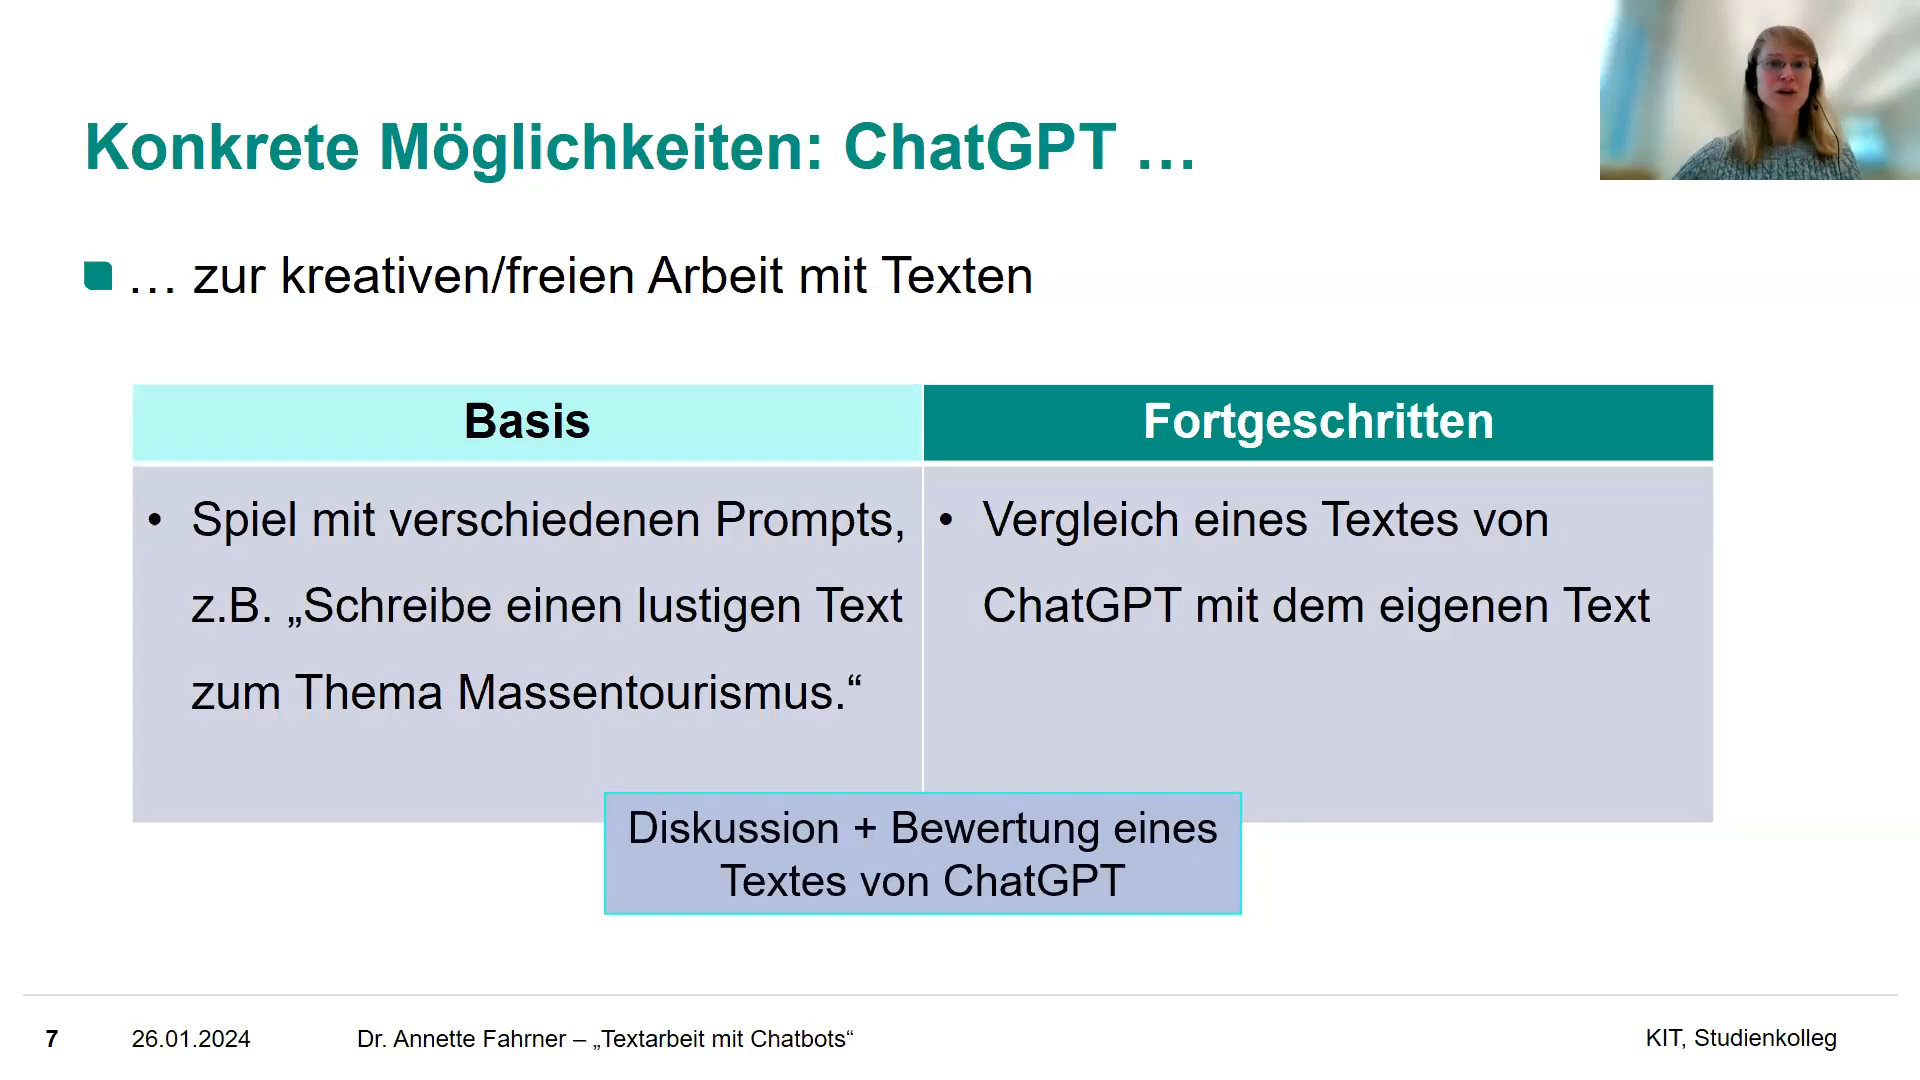 Konkrete Möglichkeiten: ChatGPT …
… zur kreativen/freien Arbeit mit Texten
Basis
Fortgeschritten
• Spiel mit verschiedenen Prompts,
z.B. „Schreibe einen lustigen Text
zum Thema Massentourismus.“
• Vergleich eines Textes von
ChatGPT mit dem eigenen Text
Diskussion + Bewertung eines
Textes von ChatGPT
7 26.01.2024 Dr. Annette Fahrner – „Textarbeit mit Chatbots“ KIT, Studienkolleg